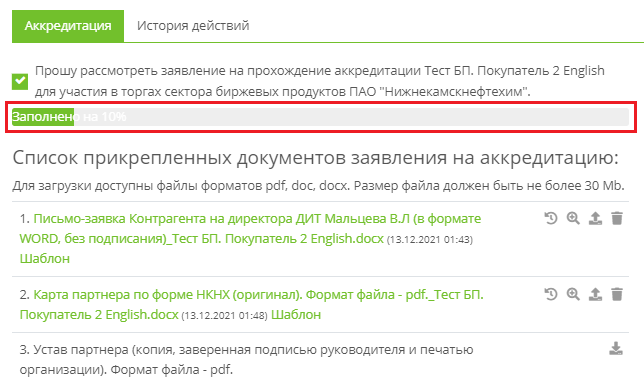 Аккредитация История действий
Прошу рассмотреть заявление на прохождение аккредитации Тест БП. Покупатель 2 English
для участия в торгах сектора биржевых продуктов ПАО "Нижнекамскнефтехим".
Заполнено на 10%
Список прикрепленных документов заявления на аккредитацию:
Для загрузки доступны файлы форматов pdf, doc, docx. Размер файла должен быть не более 30 Mb.
1. Письмо-заявка Контрагента на директора ДИТ Мальцева В.Л (в формате
WORD, без подписания)_Тест БП. Покупатель 2 English.docx (13.12.2021 01:43)
Шаблон
2. Карта партнера по форме НКНХ (оригинал). Формат файла - pdf._Тест БП.
Покупатель 2 English.docx (13.12.2021 01:48) Шаблон
3. Устав партнера (копия, заверенная подписью руководителя и печатью
организации). Формат файла - pdf.